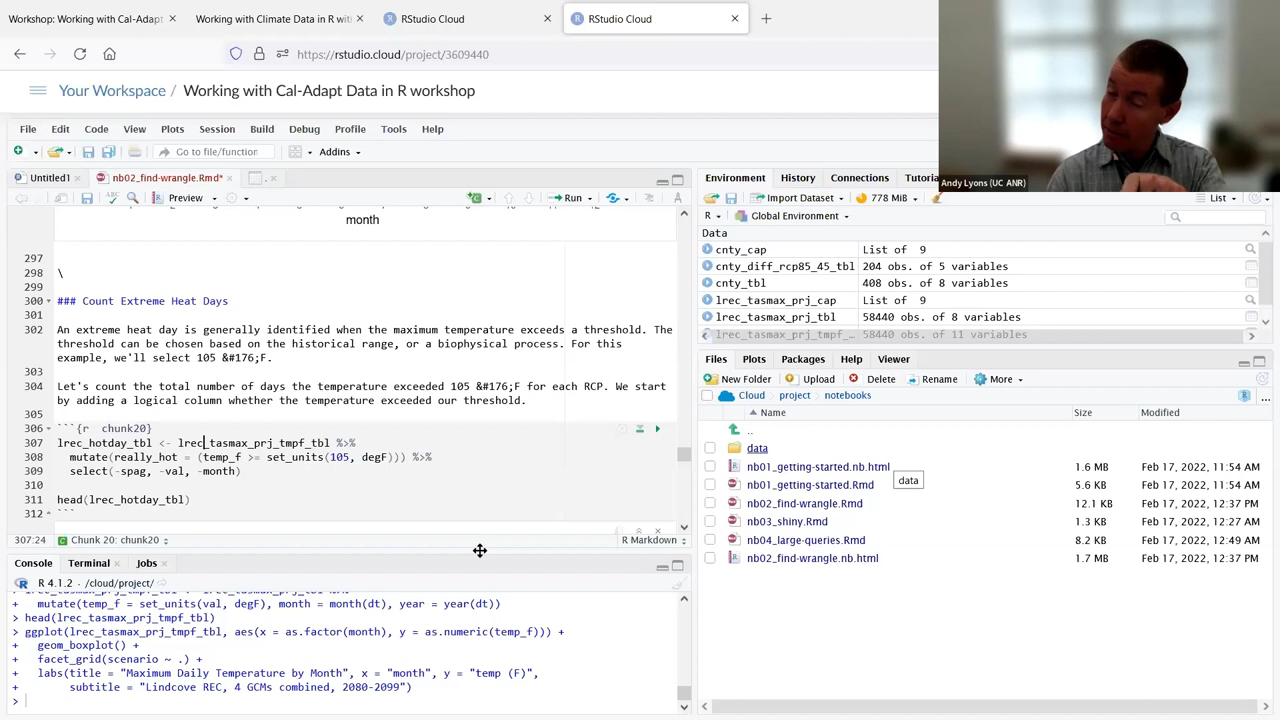 Workshop: Working with Cal-Adapt
Working with Climate Data in R wit
RStudio Cloud
RStudio Cloud
https://rstudio.cloud/project/3609440
Your Workspace / Working with Cal-Adapt Data in R workshop
File Edit Code View Plots Session Build Debug Profile Tools Help
Go to file/function
Addins
Untitled1
nb02_find-wrangle.Rmd*
Preview
Run
month
297
298 \
299
300 ### Count Extreme Heat Days
301
302 An extreme heat day is generally identified when the maximum temperature exceeds a threshold. The
threshold can be chosen based on the historical range, or a biophysical process. For this
example, we'll select 105 &#176;F.
303
304 Let's count the total number of days the temperature exceeded 105 &#176;F for each RCP. We start
by adding a logical column whether the temperature exceeded our threshold.
305
306 ```{r chunk20}
307 lrec_hotday_tbl <- lrec_tasmax_prj_tmpf_tbl %>%
308 mutate(really_hot = (temp_f >= set_units(105, degF))) %>%
309 select(-spag, -val, -month)
310
311 head(lrec_hotday_tbl)
312 ```
307:24 Chunk 20: chunk20 R Markdown
Console Terminal Jobs
R 4.1.2 · /cloud/project/
+ mutate(temp_f = set_units(val, degF), month = month(dt), year = year(dt))
> head(lrec_tasmax_prj_tmpf_tbl)
> ggplot(lrec_tasmax_prj_tmpf_tbl, aes(x = as.factor(month), y = as.numeric(temp_f))) +
+ geom_boxplot() +
+ facet_grid(scenario ~ .) +
+ labs(title = "Maximum Daily Temperature by Month", x = "month", y = "temp (F)",
+ subtitle = "Lindcove REC, 4 GCMs combined, 2080-2099")
>
Andy Lyons (UC ANR)
Environment History Connections Tutoria
Import Dataset 778 MiB List
R Global Environment
Data
cnty_cap List of 9
cnty_diff_rcp85_45_tbl 204 obs. of 5 variables
cnty_tbl 408 obs. of 8 variables
lrec_tasmax_prj_cap List of 9
lrec_tasmax_prj_tbl 58440 obs. of 8 variables
lrec_tasmax_prj_tmpf_… 58440 obs. of 11 variables
Files Plots Packages Help Viewer
New Folder Upload Delete Rename More
Cloud project notebooks
Name Size Modified
..
data
nb01_getting-started.nb.html 1.6 MB Feb 17, 2022, 11:54 AM
data
nb01_getting-started.Rmd 5.6 KB Feb 17, 2022, 11:54 AM
nb02_find-wrangle.Rmd 12.1 KB Feb 17, 2022, 12:37 PM
nb03_shiny.Rmd 1.3 KB Feb 17, 2022, 12:27 AM
nb04_large-queries.Rmd 8.2 KB Feb 17, 2022, 12:49 AM
nb02_find-wrangle.nb.html 1.7 MB Feb 17, 2022, 12:37 PM